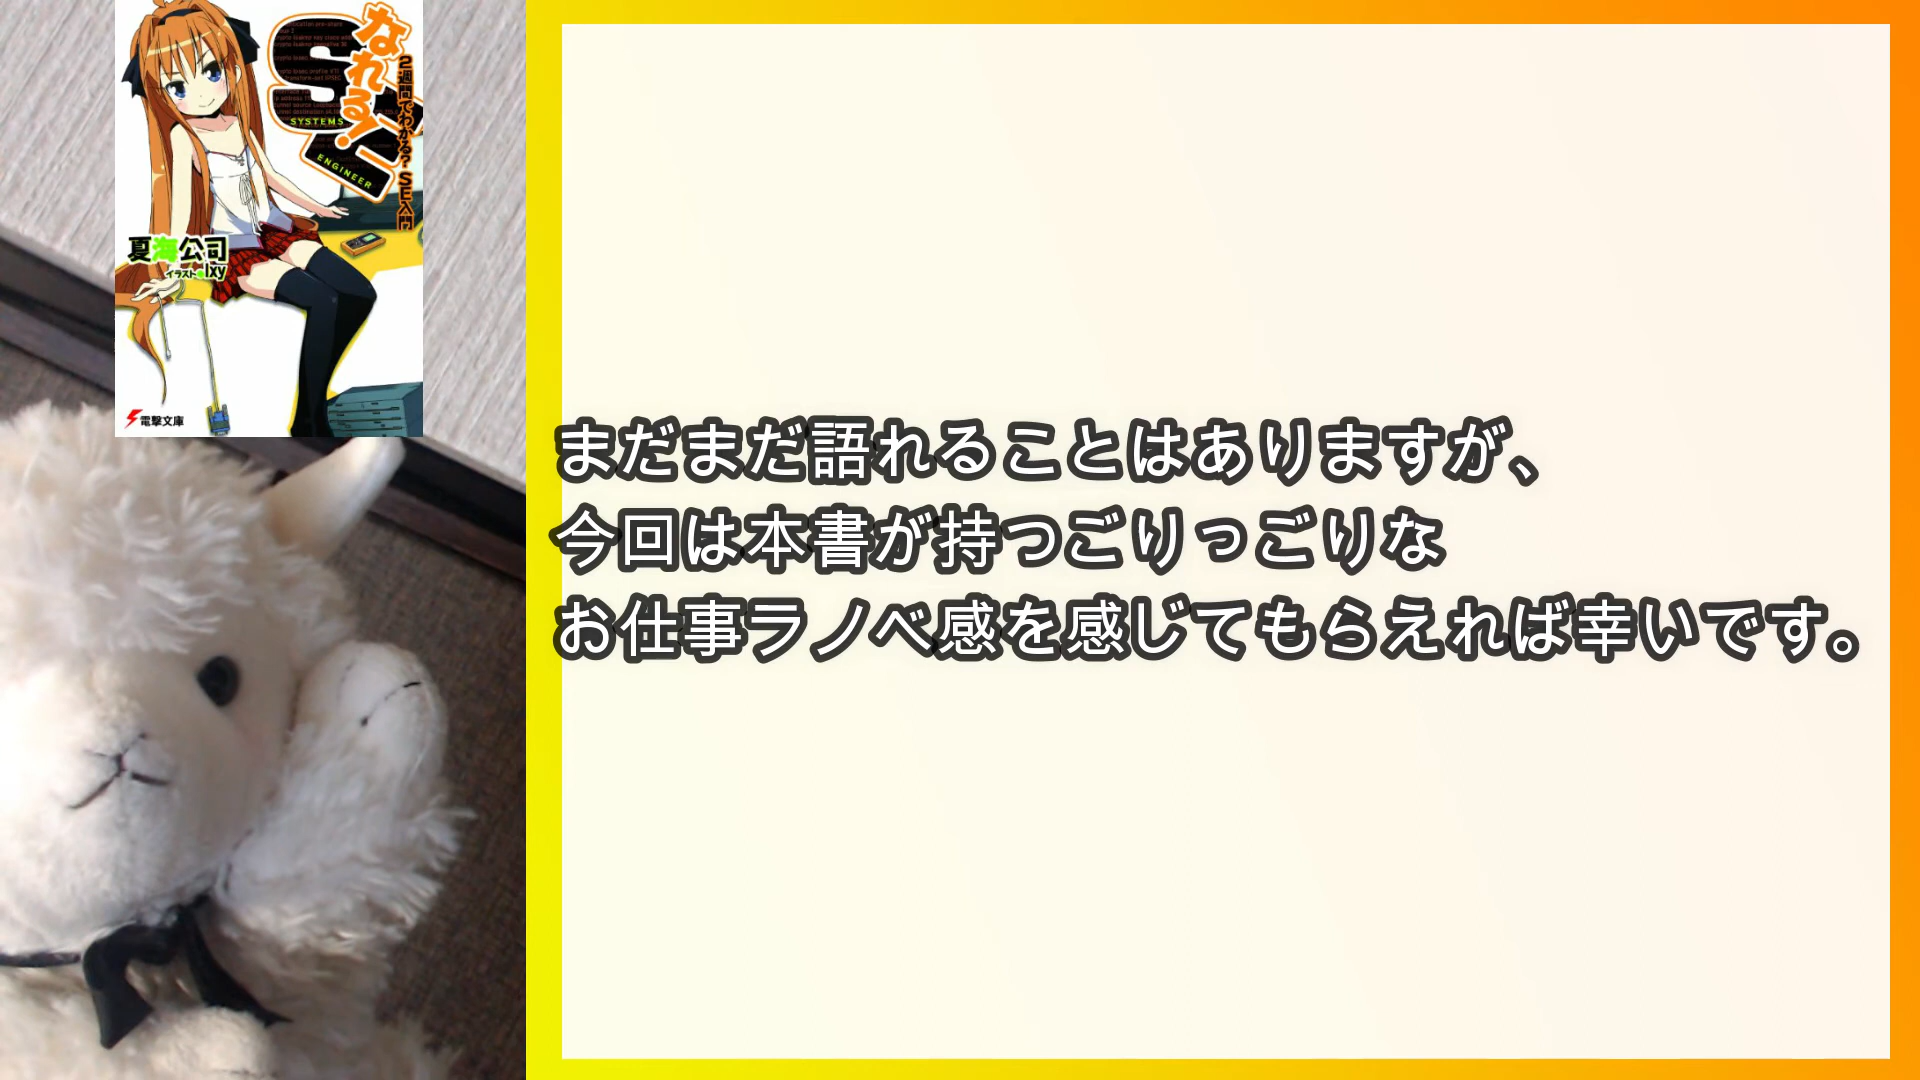 なれる!
SE
SYSTEMS
ENGINEER
2週間でわかる? SE入門
夏海公司
イラスト●Ixy
電撃文庫
まだまだ語れることはありますが、
今回は本書が持つごりっごりな
お仕事ラノベ感を感じてもらえれば幸いです。